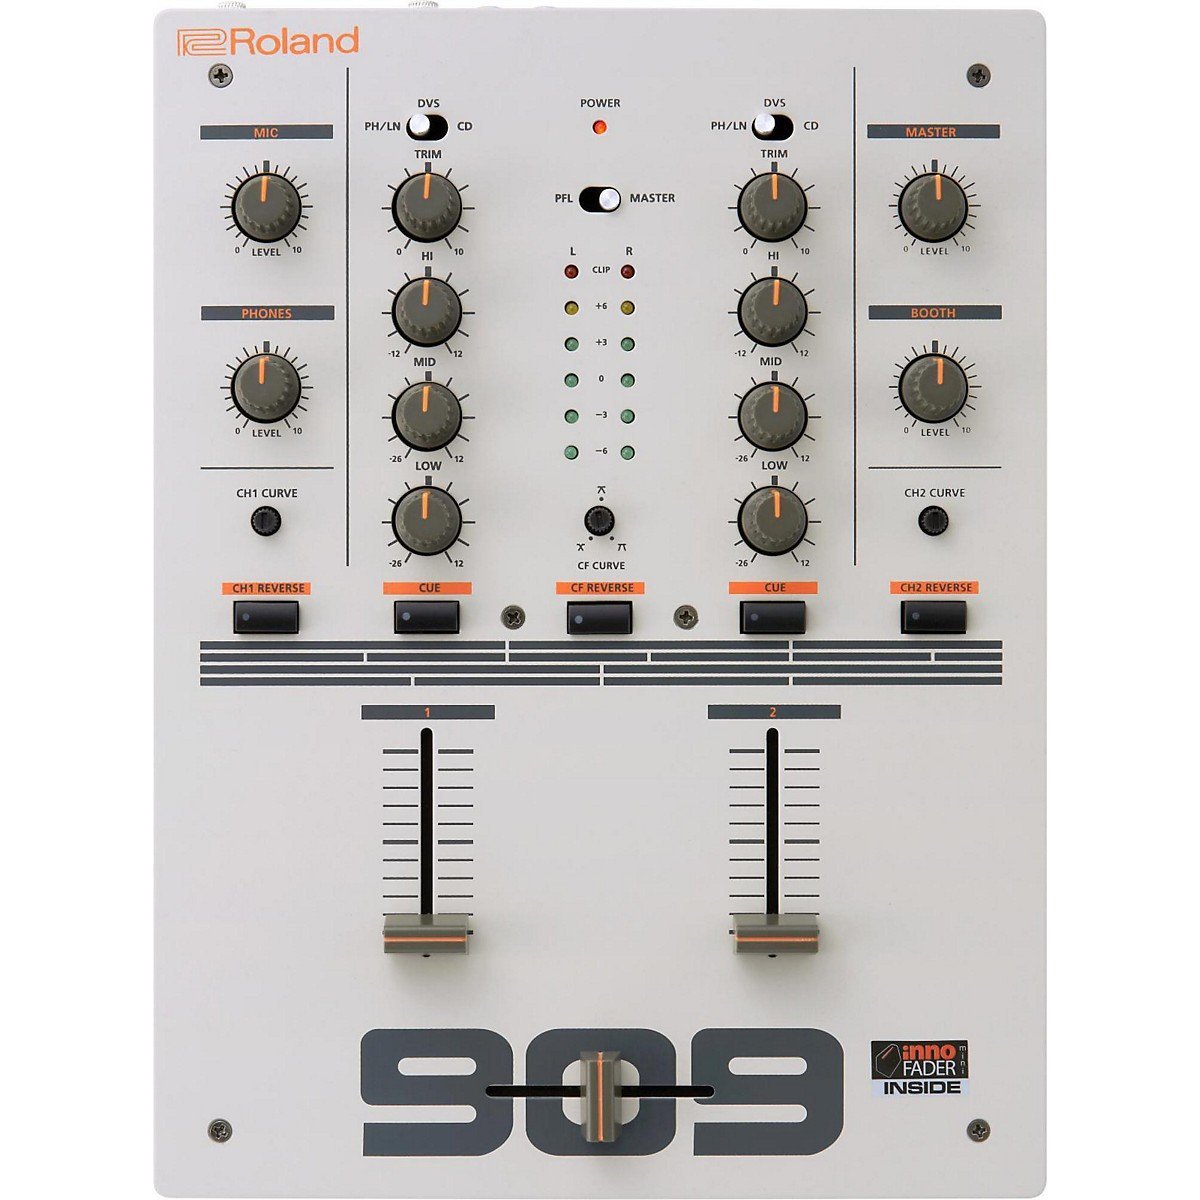 Roland
MIC
0 LEVEL 10
PHONES
0 LEVEL 10
CH1 CURVE
CH1 REVERSE
DVS
PH/LN CD
TRIM
0 10
HI
-12 12
MID
-26 12
LOW
-26 12
CUE
POWER
PFL MASTER
L R
CLIP
+6
+3
0
−3
−6
CF CURVE
CF REVERSE
DVS
PH/LN CD
TRIM
0 10
HI
-12 12
MID
-26 12
LOW
-26 12
CUE
MASTER
0 LEVEL 10
BOOTH
0 LEVEL 10
CH2 CURVE
CH2 REVERSE
1
2
909
inno
FADER
mini
INSIDE